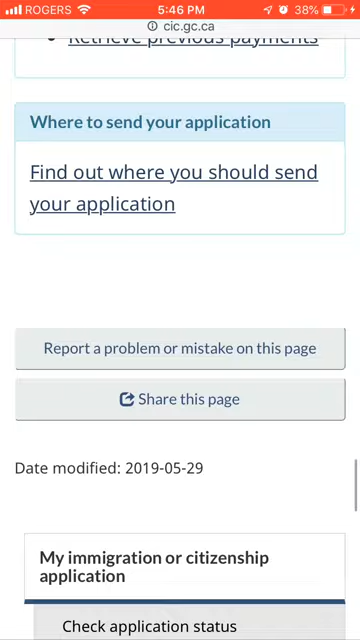 ROGERS 5:46 PM 38%
cic.gc.ca
Retrieve previous payments
Where to send your application
Find out where you should send
your application
Report a problem or mistake on this page
Share this page
Date modified: 2019-05-29
My immigration or citizenship
application
Check application status